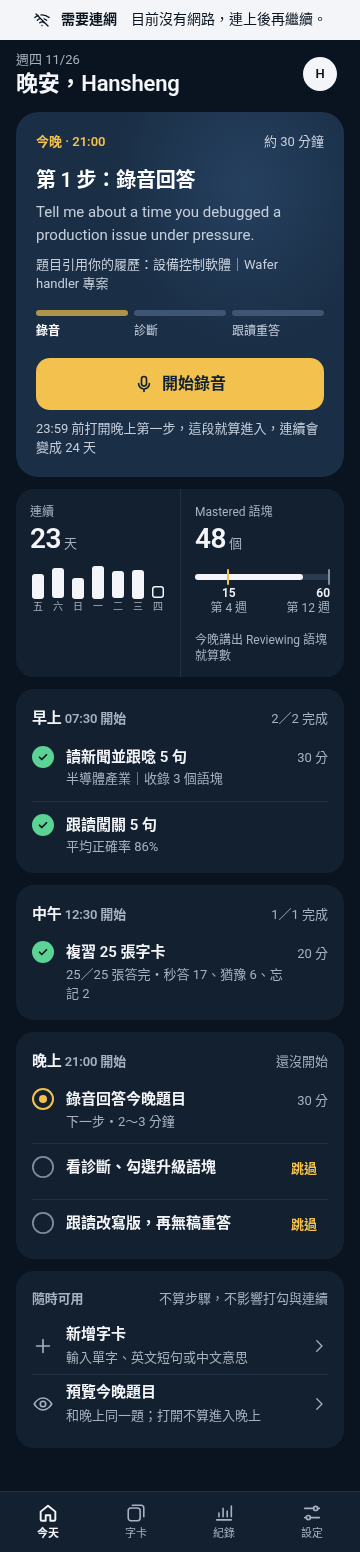 需要連網 目前沒有網路，連上後再繼續。
週四 11/26
晚安，Hansheng
H
今晚 · 21:00 約 30 分鐘
第 1 步：錄音回答
Tell me about a time you debugged a
production issue under pressure.
題目引用你的履歷：設備控制軟體｜Wafer
handler 專案
錄音 診斷 跟讀重答
開始錄音
23:59 前打開晚上第一步，這段就算進入，連續會
變成 24 天
連續
23 天
五 六 日 一 二 三 四
Mastered 語塊
48 個
15 60
第 4 週 第 12 週
今晚講出 Reviewing 語塊
就算數
早上 07:30 開始 2／2 完成
讀新聞並跟唸 5 句 30 分
半導體產業｜收錄 3 個語塊
跟讀闖關 5 句
平均正確率 86%
中午 12:30 開始 1／1 完成
複習 25 張字卡 20 分
25／25 張答完・秒答 17、猶豫 6、忘
記 2
晚上 21:00 開始 還沒開始
錄音回答今晚題目 30 分
下一步・2～3 分鐘
看診斷、勾選升級語塊 跳過
跟讀改寫版，再無稿重答 跳過
隨時可用 不算步驟，不影響打勾與連續
新增字卡
輸入單字、英文短句或中文意思
預覽今晚題目
和晚上同一題；打開不算進入晚上
今天 字卡 紀錄 設定